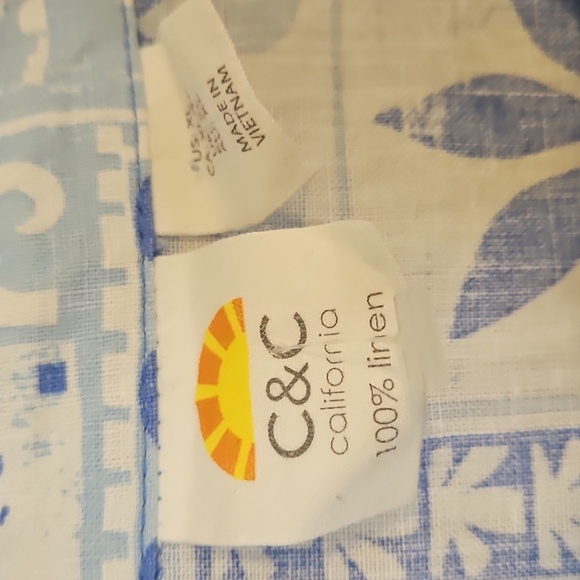 MADE IN
VIETNAM
C&C
california
100% linen